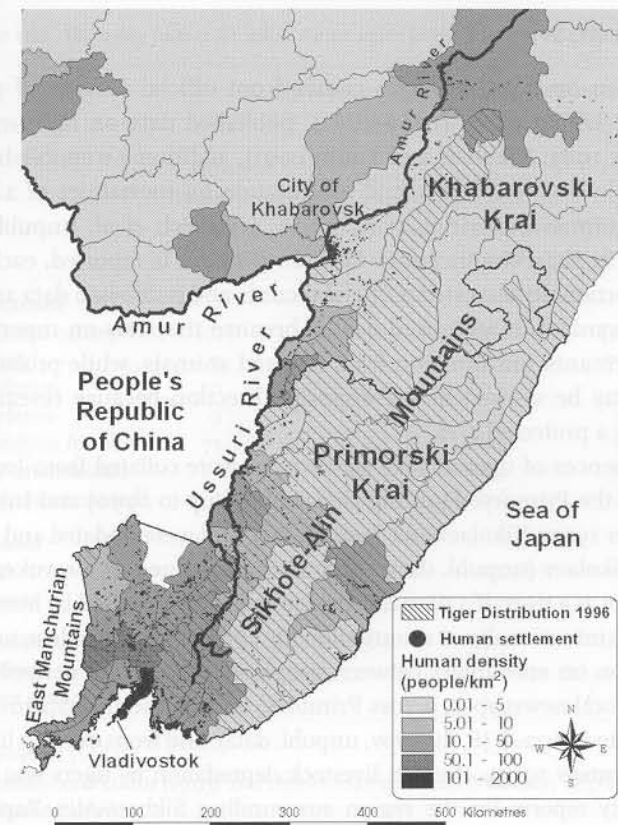 Amur River
Khabarovski
Krai
City of
Khabarovsk
Amur River
People's
Republic
of China
Ussuri River
Mountains
Primorski
Krai
Sikhote-Alin
Sea of
Japan
East Manchurian
Mountains
Vladivostok
Tiger Distribution 1996
Human settlement
Human density
(people/km²)
0.01 - 5
5.01 - 10
10.1 - 50
50.1 - 100
101 - 2000
N
W E
S
0 100 200 300 400 500 Kilometres